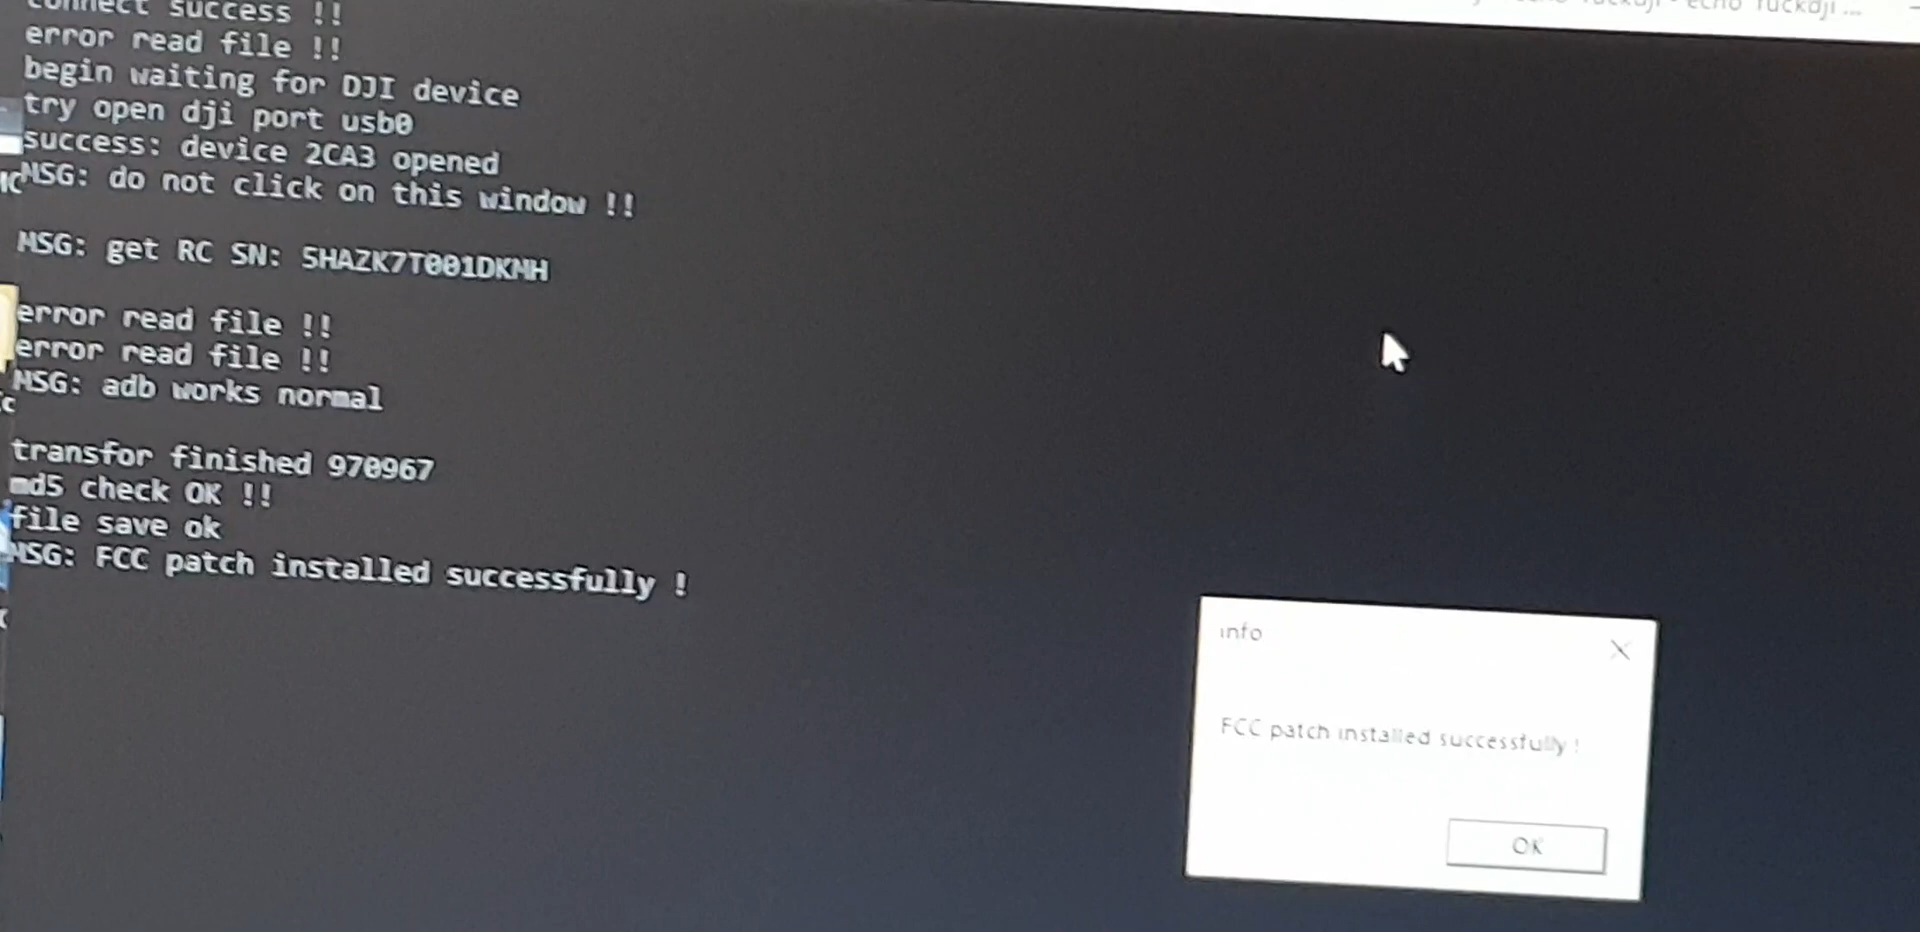 connect success !!
error read file !!
begin waiting for DJI device
try open dji port usb0
success: device 2CA3 opened
MSG: do not click on this window !!
MSG: get RC SN: 5HAZK7T001DKMH
error read file !!
error read file !!
MSG: adb works normal
transfor finished 970967
md5 check OK !!
file save ok
MSG: FCC patch installed successfully !
info
FCC patch installed successfully !
OK